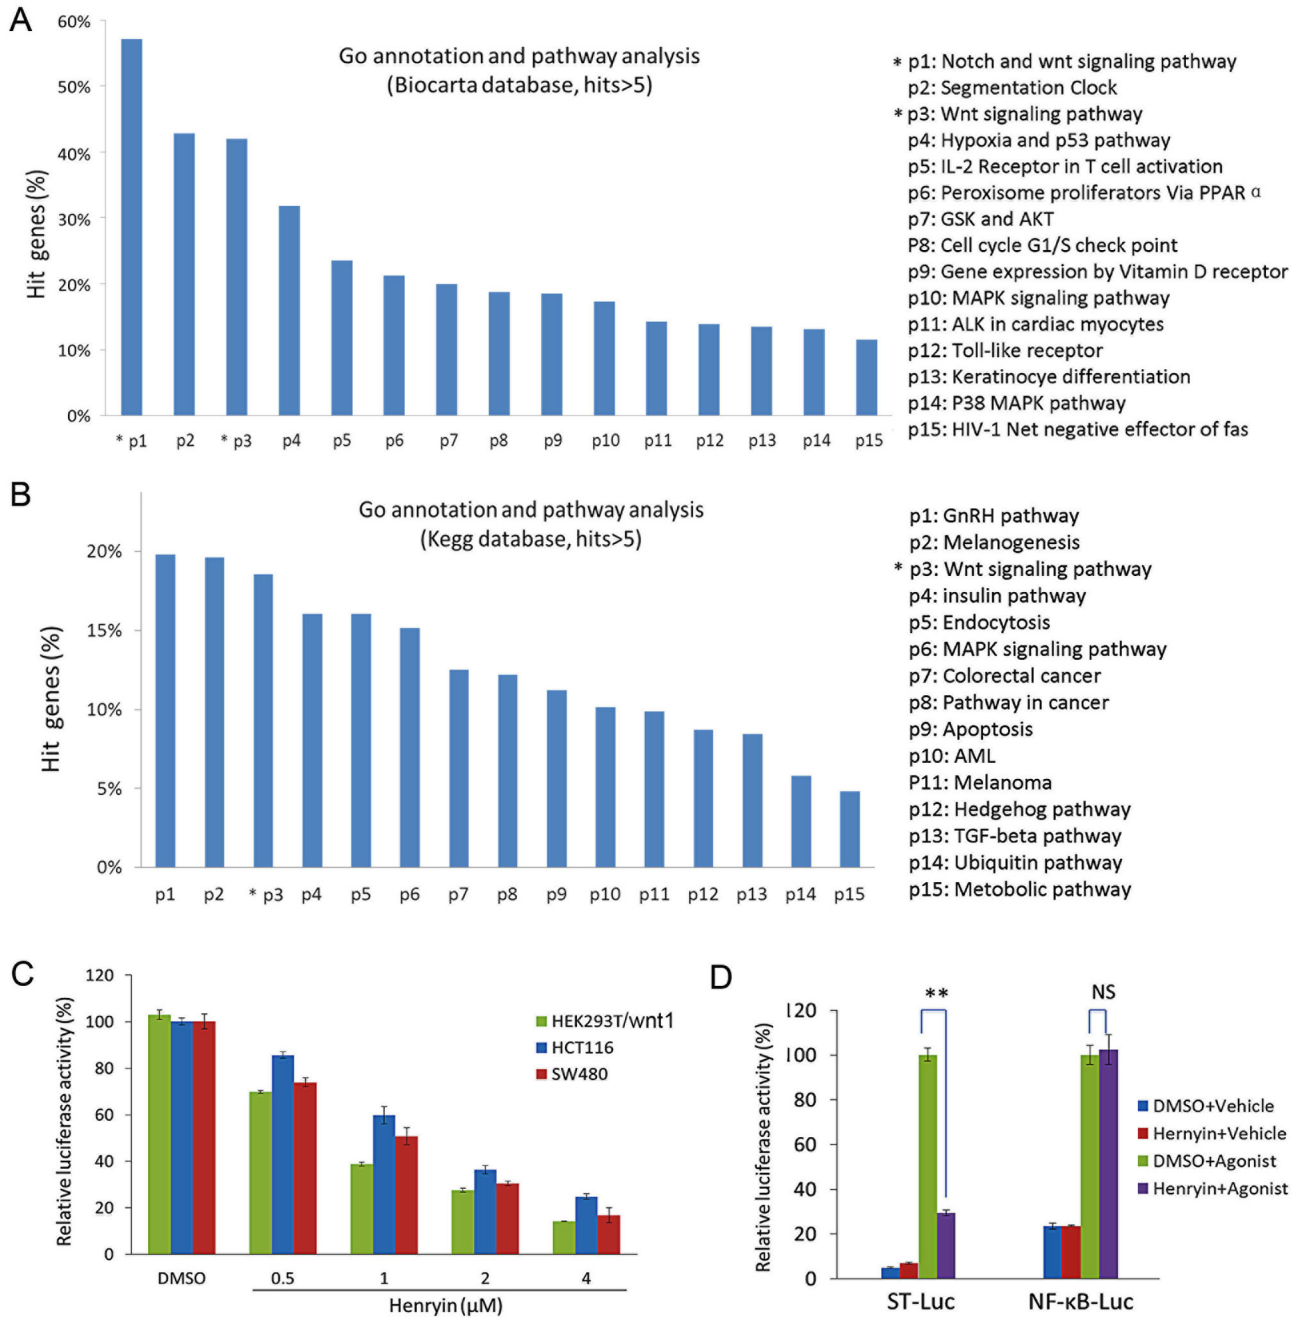 A
Go annotation and pathway analysis
(Biocarta database, hits>5)
Hit genes (%)
60%
50%
40%
30%
20%
10%
0%
* p1 p2 * p3 p4 p5 p6 p7 p8 p9 p10 p11 p12 p13 p14 p15
* p1: Notch and wnt signaling pathway
p2: Segmentation Clock
* p3: Wnt signaling pathway
p4: Hypoxia and p53 pathway
p5: IL-2 Receptor in T cell activation
p6: Peroxisome proliferators Via PPAR α
p7: GSK and AKT
P8: Cell cycle G1/S check point
p9: Gene expression by Vitamin D receptor
p10: MAPK signaling pathway
p11: ALK in cardiac myocytes
p12: Toll-like receptor
p13: Keratinocye differentiation
p14: P38 MAPK pathway
p15: HIV-1 Net negative effector of fas
B
Go annotation and pathway analysis
(Kegg database, hits>5)
Hit genes (%)
20%
15%
10%
5%
0%
p1 p2 * p3 p4 p5 p6 p7 p8 p9 p10 p11 p12 p13 p14 p15
p1: GnRH pathway
p2: Melanogenesis
* p3: Wnt signaling pathway
p4: insulin pathway
p5: Endocytosis
p6: MAPK signaling pathway
p7: Colorectal cancer
p8: Pathway in cancer
p9: Apoptosis
p10: AML
P11: Melanoma
p12: Hedgehog pathway
p13: TGF-beta pathway
p14: Ubiquitin pathway
p15: Metobolic pathway
C
Relative luciferase activity (%)
120
100
80
60
40
20
0
HEK293T/wnt1
HCT116
SW480
DMSO 0.5 1 2 4
Henryin (μM)
D
Relative luciferase activity (%)
120
100
80
60
40
20
0
**
NS
DMSO+Vehicle
Hernyin+Vehicle
DMSO+Agonist
Henryin+Agonist
ST-Luc NF-κB-Luc